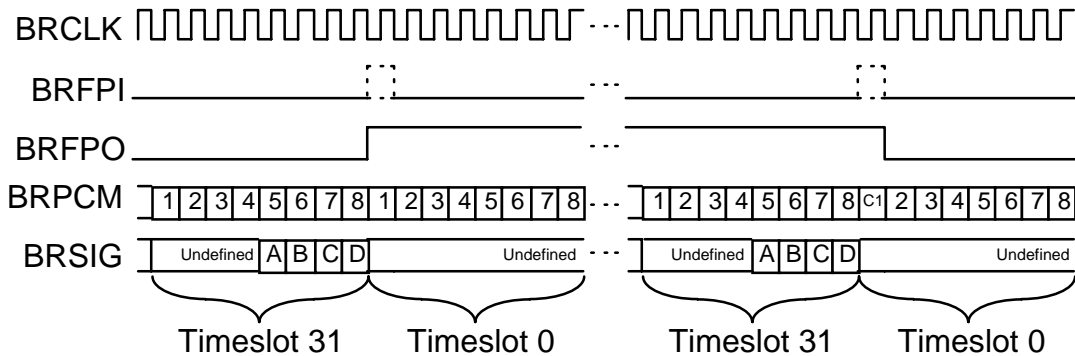 BRCLK
BRFPI
BRFPO
BRPCM 1 2 3 4 5 6 7 8 1 2 3 4 5 6 7 8 1 2 3 4 5 6 7 8 C1 2 3 4 5 6 7 8
BRSIG Undefined A B C D Undefined Undefined A B C D Undefined
Timeslot 31 Timeslot 0 Timeslot 31 Timeslot 0